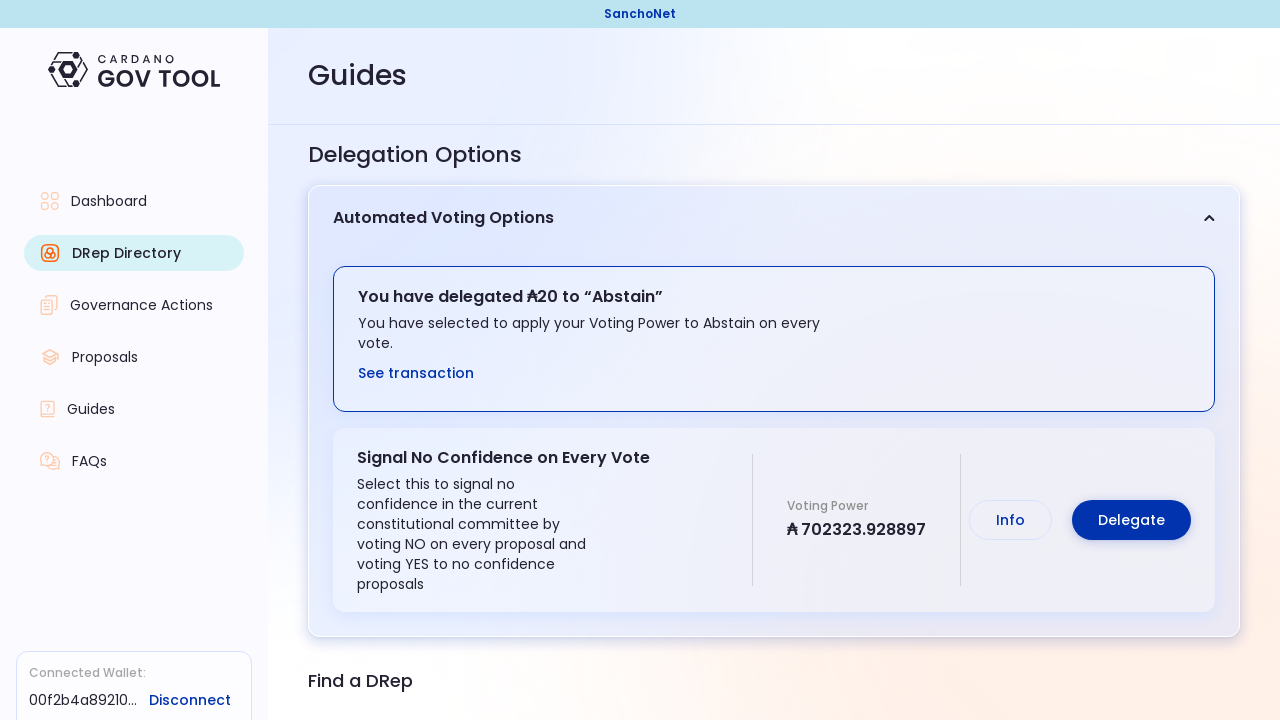 SanchoNet
CARDANO
GOV TOOL
Guides
Dashboard
DRep Directory
Governance Actions
Proposals
Guides
FAQs
Connected Wallet:
00f2b4a89210...
Disconnect
Delegation Options
Automated Voting Options
You have delegated ₳20 to “Abstain”
You have selected to apply your Voting Power to Abstain on every
vote.
See transaction
Signal No Confidence on Every Vote
Select this to signal no
confidence in the current
constitutional committee by
voting NO on every proposal and
voting YES to no confidence
proposals
Voting Power
₳ 702323.928897
Info
Delegate
Find a DRep